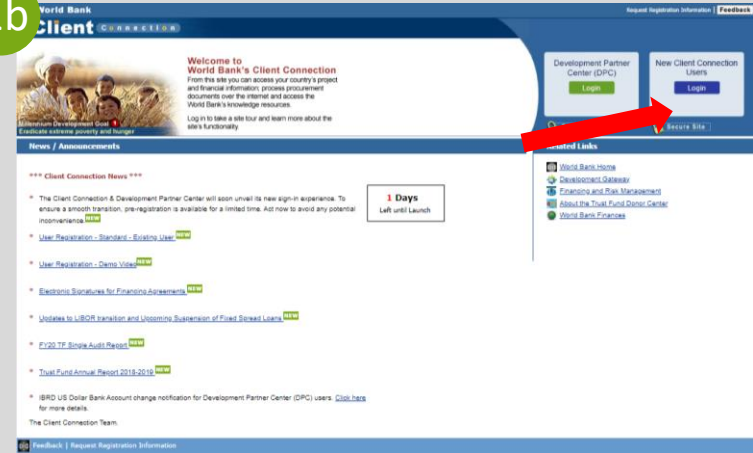 b
World Bank
Request Registration Information | Feedback
Client Connection
Welcome to
World Bank's Client Connection
From this site you can access your country's project
and financial information; process procurement
documents over the internet and access the
World Bank's knowledge resources.
Log in to take a site tour and learn more about the
site's functionality.
Millennium Development Goal 1
Eradicate extreme poverty and hunger
Development Partner
Center (DPC)
Login
New Client Connection
Users
Login
Secure Site
News / Announcements
Related Links
*** Client Connection News ***
* The Client Connection & Development Partner Center will soon unveil its new sign-in experience. To
ensure a smooth transition, pre-registration is available for a limited time. Act now to avoid any potential
inconvenience. NEW
1 Days
Left until Launch
* User Registration - Standard - Existing User NEW
* User Registration - Demo Video NEW
* Electronic Signatures for Financing Agreements NEW
* Updates to LIBOR transition and Upcoming Suspension of Fixed Spread Loans NEW
* FY20 TF Single Audit Report NEW
* Trust Fund Annual Report 2018-2019 NEW
* IBRD US Dollar Bank Account change notification for Development Partner Center (DPC) users. Click here
for more details.
The Client Connection Team.
World Bank Home
Development Gateway
Financing and Risk Management
About the Trust Fund Donor Center
World Bank Finances
Feedback | Request Registration Information